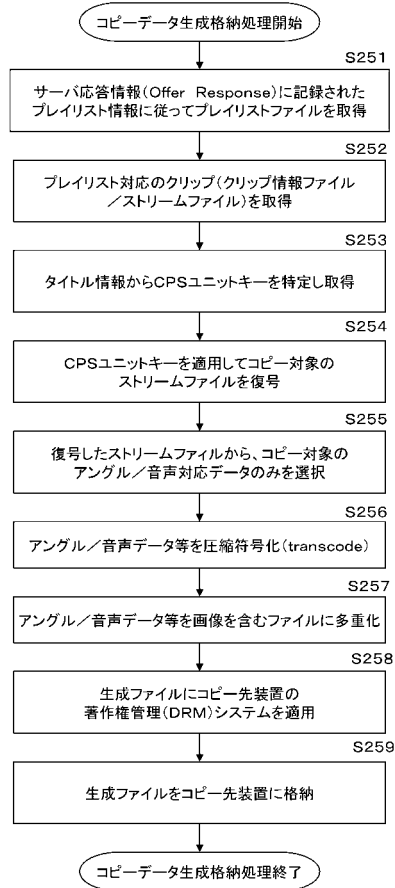 コピーデータ生成格納処理開始
S251
サーバ応答情報(Offer Response)に記録された
プレイリスト情報に従ってプレイリストファイルを取得
S252
プレイリスト対応のクリップ(クリップ情報ファイル
／ストリームファイル)を取得
S253
タイトル情報からCPSユニットキーを特定し取得
S254
CPSユニットキーを適用してコピー対象の
ストリームファイルを復号
S255
復号したストリームファィルから、コピー対象の
アングル／音声対応データのみを選択
S256
アングル／音声データ等を圧縮符号化(transcode)
S257
アングル／音声データ等を画像を含むファイルに多重化
S258
生成ファイルにコピー先装置の
著作権管理(DRM)システムを適用
S259
生成ファイルをコピー先装置に格納
コピーデータ生成格納処理終了